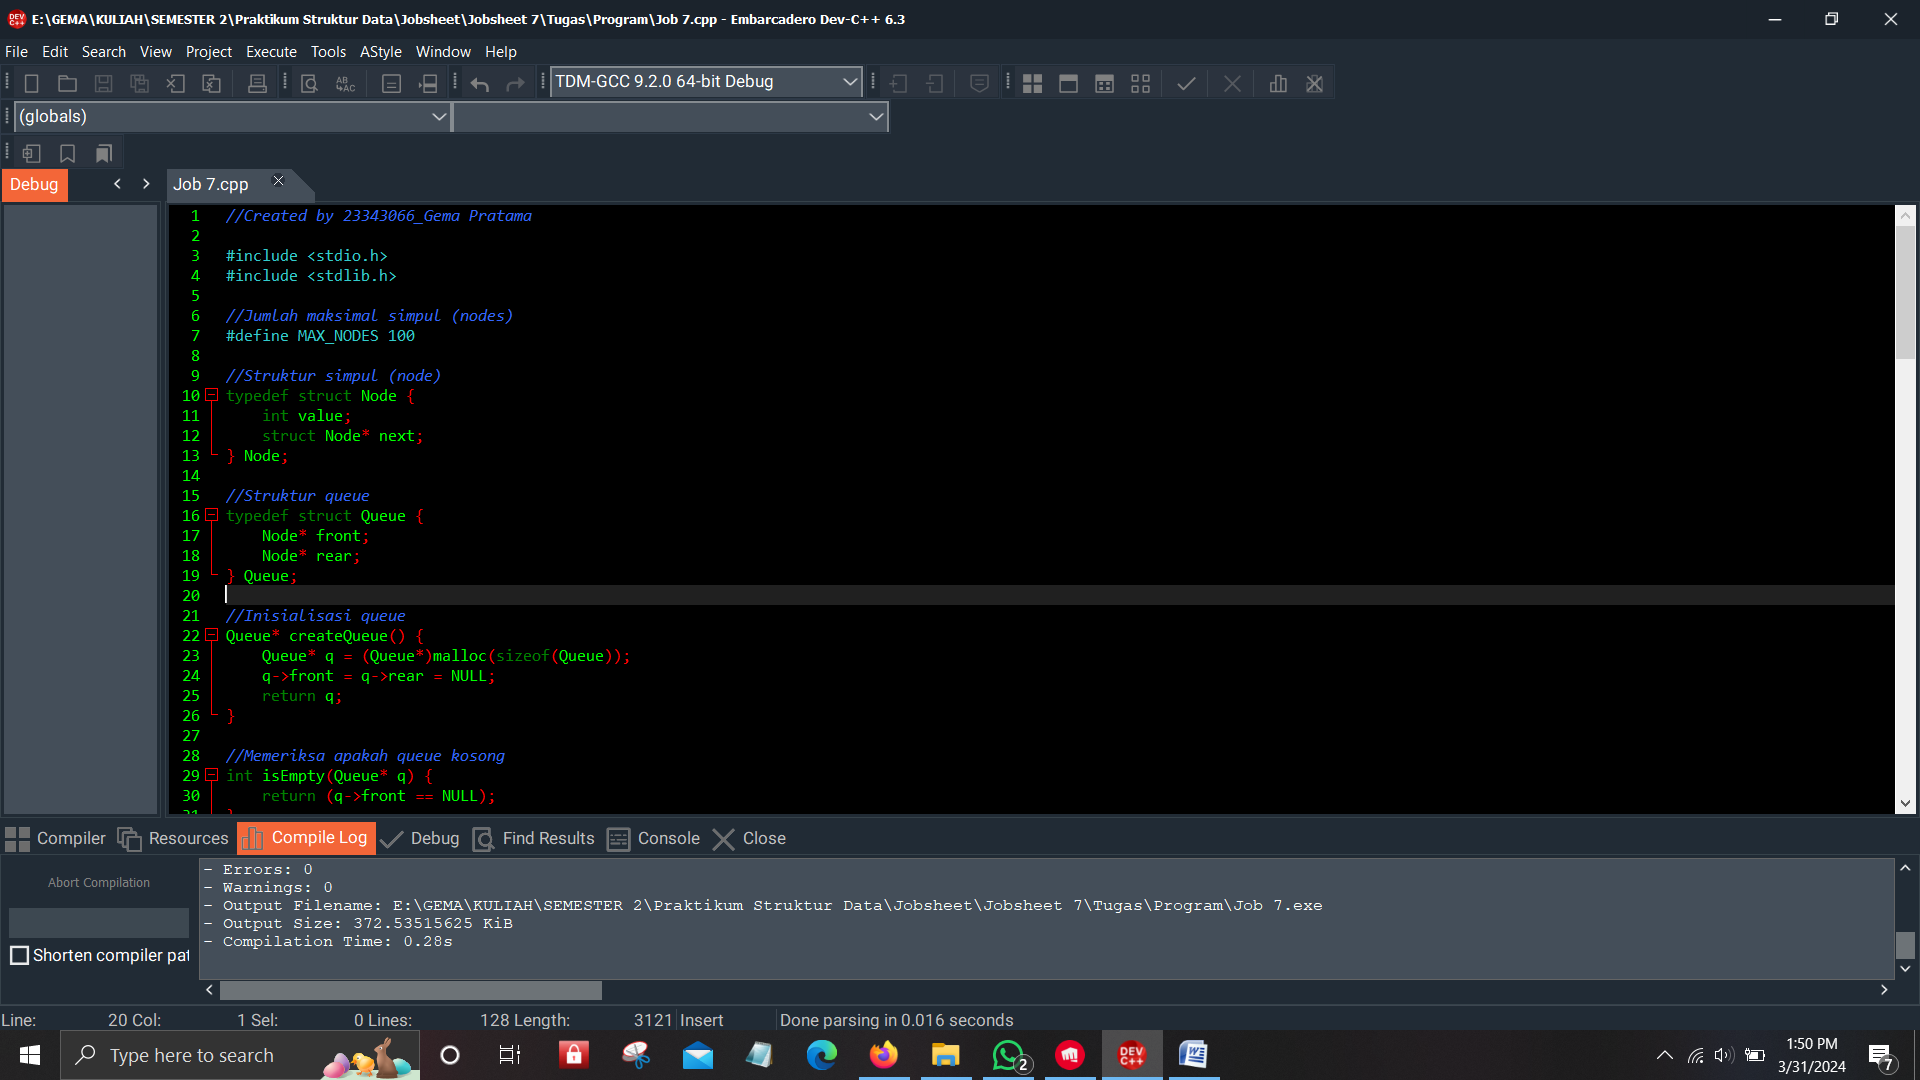 E:\GEMA\KULIAH\SEMESTER 2\Praktikum Struktur Data\Jobsheet\Jobsheet 7\Tugas\Program\Job 7.cpp - Embarcadero Dev-C++ 6.3
File Edit Search View Project Execute Tools AStyle Window Help
TDM-GCC 9.2.0 64-bit Debug
(globals)
Debug
Job 7.cpp
1 //Created by 23343066_Gema Pratama
2
3 #include <stdio.h>
4 #include <stdlib.h>
5
6 //Jumlah maksimal simpul (nodes)
7 #define MAX_NODES 100
8
9 //Struktur simpul (node)
10 typedef struct Node {
11 int value;
12 struct Node* next;
13 } Node;
14
15 //Struktur queue
16 typedef struct Queue {
17 Node* front;
18 Node* rear;
19 } Queue;
20
21 //Inisialisasi queue
22 Queue* createQueue() {
23 Queue* q = (Queue*)malloc(sizeof(Queue));
24 q->front = q->rear = NULL;
25 return q;
26 }
27
28 //Memeriksa apakah queue kosong
29 int isEmpty(Queue* q) {
30 return (q->front == NULL);
31 }
Compiler Resources Compile Log Debug Find Results Console Close
Abort Compilation
Shorten compiler pat
- Errors: 0
- Warnings: 0
- Output Filename: E:\GEMA\KULIAH\SEMESTER 2\Praktikum Struktur Data\Jobsheet\Jobsheet 7\Tugas\Program\Job 7.exe
- Output Size: 372.53515625 KiB
- Compilation Time: 0.28s
Line: 20 Col: 1 Sel: 0 Lines: 128 Length: 3121 Insert Done parsing in 0.016 seconds
Type here to search
2
DEV C++
1:50 PM
3/31/2024
7